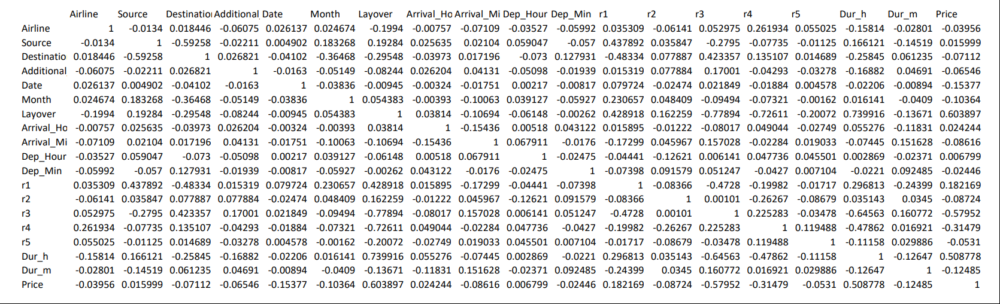 Airline Source Destination Additional Date Month Layover Arrival_Ho Arrival_Mi Dep_Hour Dep_Min r1 r2 r3 r4 r5 Dur_h Dur_m Price
Airline 1 -0.0134 0.018446 -0.06075 0.026137 0.024674 -0.1994 -0.00757 -0.07109 -0.03527 -0.05992 0.035309 -0.06141 0.052975 0.261934 0.055025 -0.15814 -0.02801 -0.03956
Source -0.0134 1 -0.59258 -0.02211 0.004902 0.183268 0.19284 0.025635 0.02104 0.059047 -0.057 0.437892 0.035847 -0.2795 -0.07735 -0.01125 0.166121 -0.14519 0.015999
Destinatio 0.018446 -0.59258 1 0.026821 -0.04102 -0.36468 -0.29548 -0.03973 0.017196 -0.073 0.127931 -0.48334 0.077887 0.423357 0.135107 0.014689 -0.25845 0.061235 -0.07112
Additional -0.06075 -0.02211 0.026821 1 -0.0163 -0.05149 -0.08244 0.026204 0.04131 -0.05098 -0.01939 0.015319 0.077884 0.17001 -0.04293 -0.03278 -0.16882 0.04691 -0.06546
Date 0.026137 0.004902 -0.04102 -0.0163 1 -0.03836 -0.00945 -0.00324 -0.01751 0.00217 -0.00817 0.079724 -0.02474 0.021849 -0.01884 0.004578 -0.02206 -0.00894 -0.15377
Month 0.024674 0.183268 -0.36468 -0.05149 -0.03836 1 0.054383 -0.00393 -0.10063 0.039127 -0.05927 0.230657 0.048409 -0.09494 -0.07321 -0.00162 0.016141 -0.0409 -0.10364
Layover -0.1994 0.19284 -0.29548 -0.08244 -0.00945 0.054383 1 0.03814 -0.10694 -0.06148 -0.00262 0.428918 0.162259 -0.77894 -0.72611 -0.20072 0.739916 -0.13671 0.603897
Arrival_Ho -0.00757 0.025635 -0.03973 0.026204 -0.00324 -0.00393 0.03814 1 -0.15436 0.00518 0.043122 0.015895 -0.01222 -0.08017 0.049044 -0.02749 0.055276 -0.11831 0.024244
Arrival_Mi -0.07109 0.02104 0.017196 0.04131 -0.01751 -0.10063 -0.10694 -0.15436 1 0.067911 -0.0176 -0.17299 0.045967 0.157028 -0.02284 0.019033 -0.07445 0.151628 -0.08616
Dep_Hour -0.03527 0.059047 -0.073 -0.05098 0.00217 0.039127 -0.06148 0.00518 0.067911 1 -0.02475 -0.04441 -0.12621 0.006141 0.047736 0.045501 0.002869 -0.02371 0.006799
Dep_Min -0.05992 -0.057 0.127931 -0.01939 -0.00817 -0.05927 -0.00262 0.043122 -0.0176 -0.02475 1 -0.07398 0.091579 0.051247 -0.0427 0.007104 -0.0221 0.092485 -0.02446
r1 0.035309 0.437892 -0.48334 0.015319 0.079724 0.230657 0.428918 0.015895 -0.17299 -0.04441 -0.07398 1 -0.08366 -0.4728 -0.19982 -0.01717 0.296813 -0.24399 0.182169
r2 -0.06141 0.035847 0.077887 0.077884 -0.02474 0.048409 0.162259 -0.01222 0.045967 -0.12621 0.091579 -0.08366 1 0.00101 -0.26267 -0.08679 0.035143 0.0345 -0.08724
r3 0.052975 -0.2795 0.423357 0.17001 0.021849 -0.09494 -0.77894 -0.08017 0.157028 0.006141 0.051247 -0.4728 0.00101 1 0.225283 -0.03478 -0.64563 0.160772 -0.57952
r4 0.261934 -0.07735 0.135107 -0.04293 -0.01884 -0.07321 -0.72611 0.049044 -0.02284 0.047736 -0.0427 -0.19982 -0.26267 0.225283 1 0.119488 -0.47862 0.016921 -0.31479
r5 0.055025 -0.01125 0.014689 -0.03278 0.004578 -0.00162 -0.20072 -0.02749 0.019033 0.045501 0.007104 -0.01717 -0.08679 -0.03478 0.119488 1 -0.11158 0.029886 -0.0531
Dur_h -0.15814 0.166121 -0.25845 -0.16882 -0.02206 0.016141 0.739916 0.055276 -0.07445 0.002869 -0.0221 0.296813 0.035143 -0.64563 -0.47862 -0.11158 1 -0.12647 0.508778
Dur_m -0.02801 -0.14519 0.061235 0.04691 -0.00894 -0.0409 -0.13671 -0.11831 0.151628 -0.02371 0.092485 -0.24399 0.0345 0.160772 0.016921 0.029886 -0.12647 1 -0.12485
Price -0.03956 0.015999 -0.07112 -0.06546 -0.15377 -0.10364 0.603897 0.024244 -0.08616 0.006799 -0.02446 0.182169 -0.08724 -0.57952 -0.31479 -0.0531 0.508778 -0.12485 1